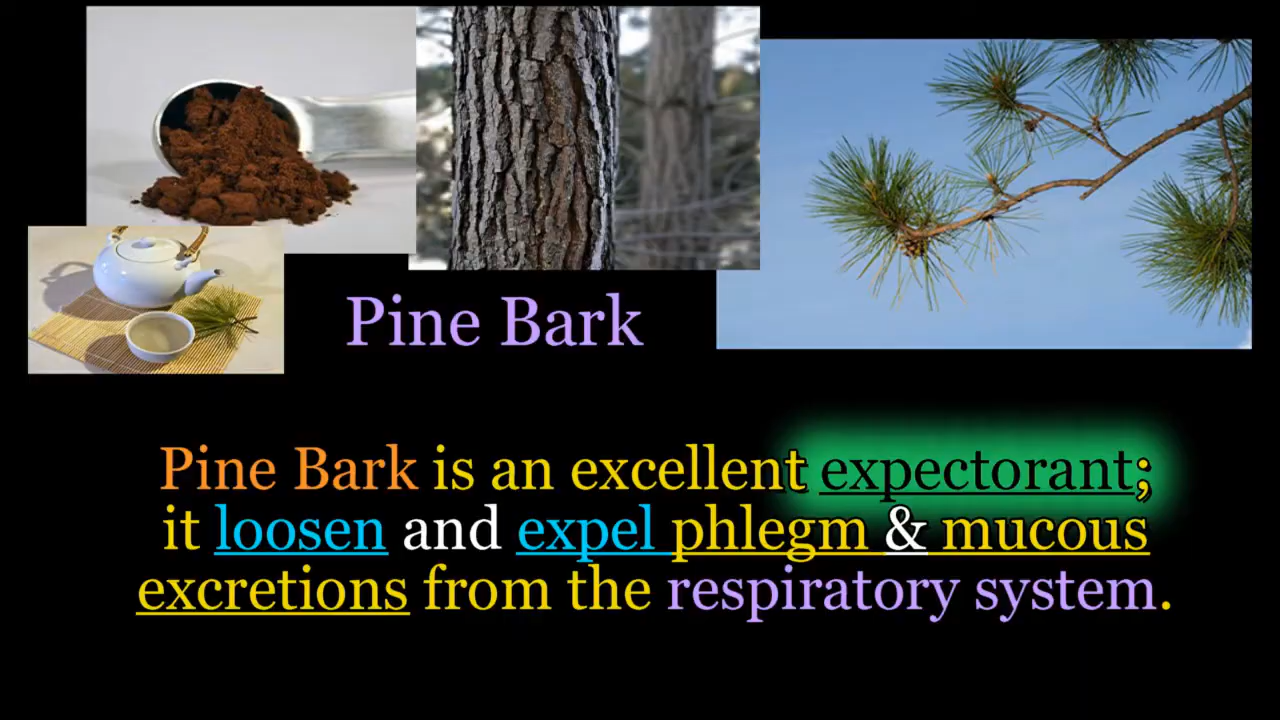 Pine Bark
Pine Bark is an excellent expectorant;
it loosen and expel phlegm & mucous
excretions from the respiratory system.